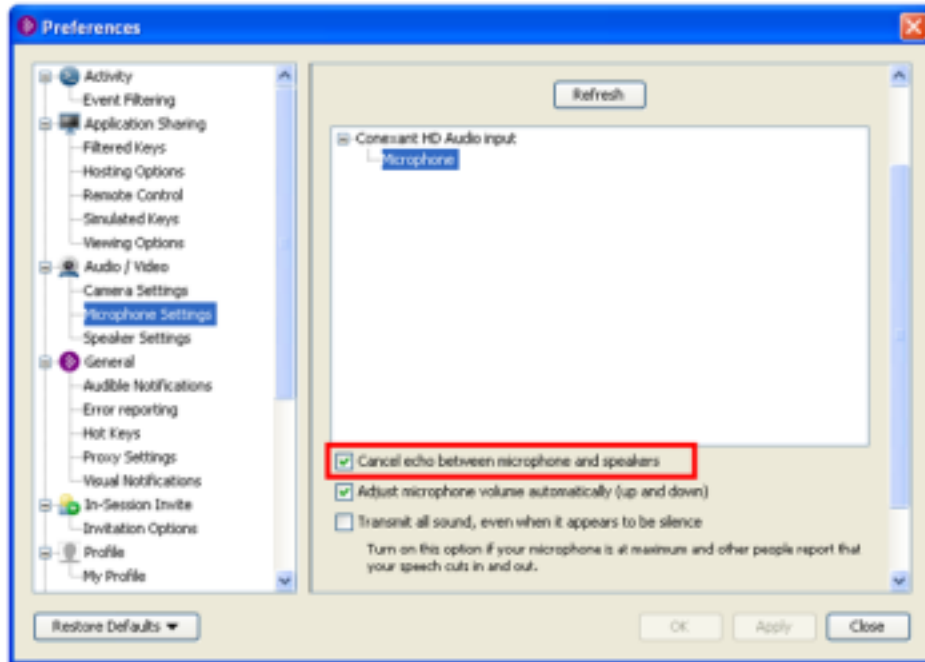 Preferences
Activity
Event Filtering
Application Sharing
Filtered Keys
Hosting Options
Remote Control
Simulated Keys
Viewing Options
Audio / Video
Camera Settings
Microphone Settings
Speaker Settings
General
Audible Notifications
Error reporting
Hot Keys
Proxy Settings
Visual Notifications
In-Session Invite
Invitation Options
Profile
My Profile
Refresh
Conexant HD Audio input
Microphone
Cancel echo between microphone and speakers
Adjust microphone volume automatically (up and down)
Transmit all sound, even when it appears to be silence
Turn on this option if your microphone is at maximum and other people report that
your speech cuts in and out.
Restore Defaults
OK
Apply
Close